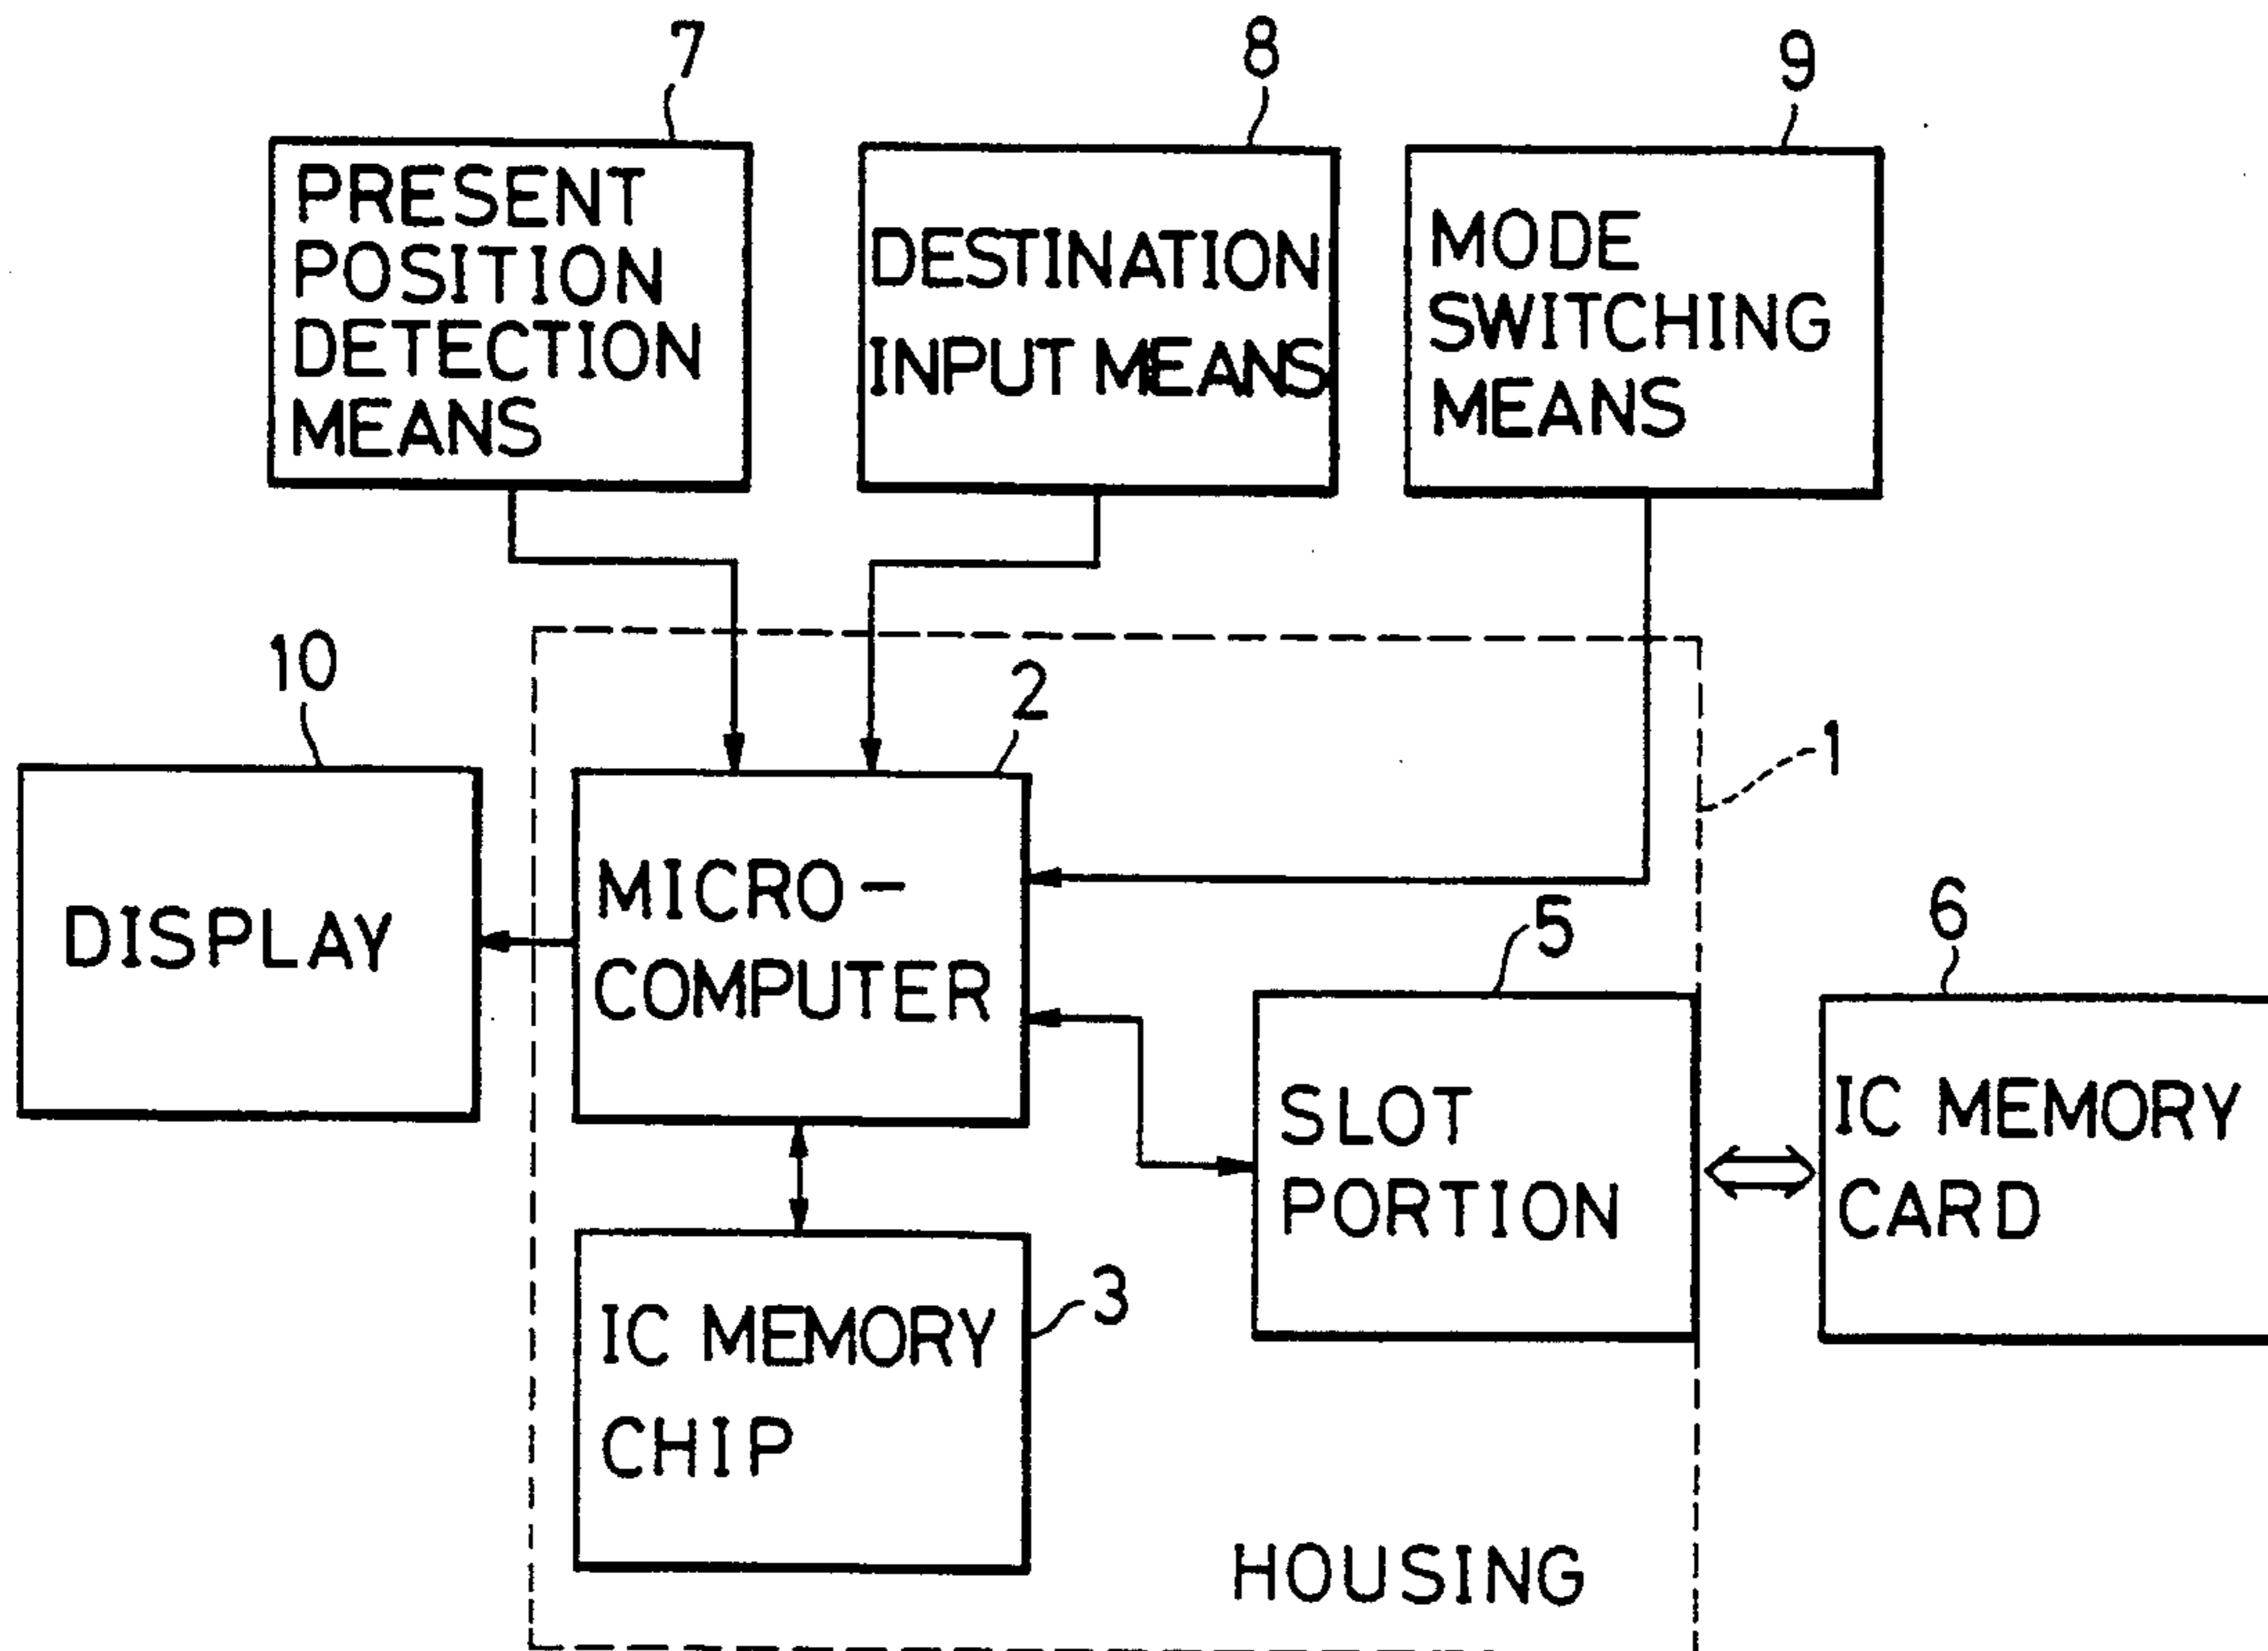 7
8
9
PRESENT
POSITION
DETECTION
MEANS
DESTINATION
INPUT MEANS
MODE
SWITCHING
MEANS
10
2
1
DISPLAY
MICRO-
COMPUTER
5
6
SLOT
PORTION
IC MEMORY
CARD
3
IC MEMORY
CHIP
HOUSING